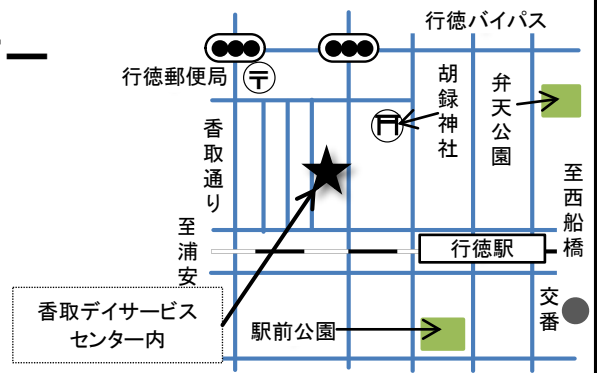 ー
行徳バイパス
行徳郵便局
〒
胡録神社
弁天公園
香取通り
至西船橋
至浦安
行徳駅
香取デイサービス
センター内
駅前公園
交番